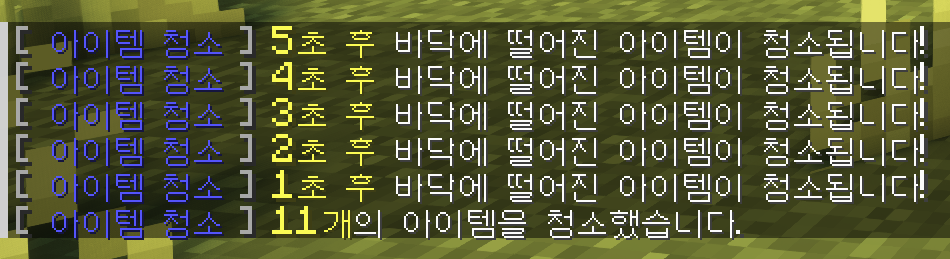 [ 아이템 청소 ] 5초 후 바닥에 떨어진 아이템이 청소됩니다!
[ 아이템 청소 ] 4초 후 바닥에 떨어진 아이템이 청소됩니다!
[ 아이템 청소 ] 3초 후 바닥에 떨어진 아이템이 청소됩니다!
[ 아이템 청소 ] 2초 후 바닥에 떨어진 아이템이 청소됩니다!
[ 아이템 청소 ] 1초 후 바닥에 떨어진 아이템이 청소됩니다!
[ 아이템 청소 ] 11개의 아이템을 청소했습니다.